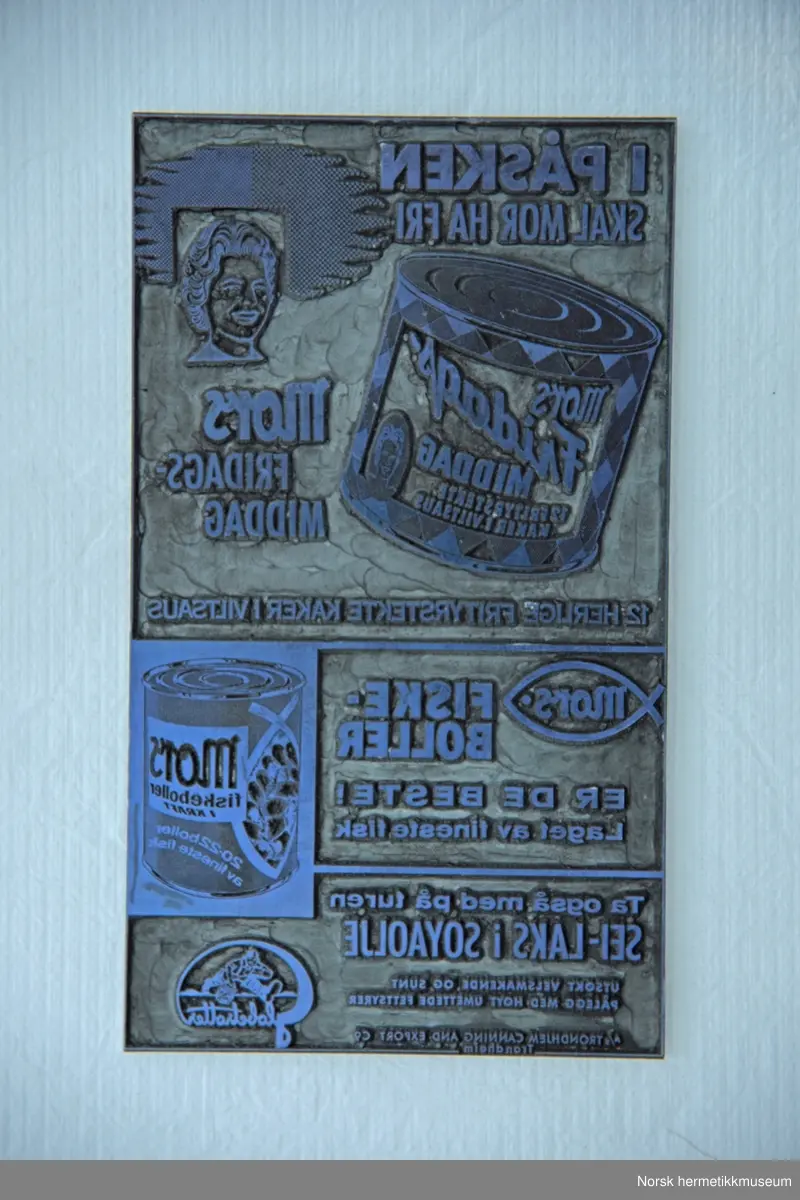 I PÅSKEN
SKAL MOR HA FRI
Mors
Fridags
MIDDAG
12 FRITYRSTEKTE
KAKER I VILTSAUS
Mors
FRIDAGS-
MIDDAG
12 HERLIGE FRITYRSTEKTE KAKER I VILTSAUS
Mors
FISKE-
BOLLER
ER DE BESTE!
Laget av fineste fisk
Mors
fiskeboller
I KRAFT
20-22 boller
av fineste fisk
Ta også med på turen
SEI-LAKS i SOYAOLJE
UTSØKT VELSMAKENDE, OG SUNT
PÅLEGG MED HØYT UMETTEDE FETTSYRER
A/S TRONDHJEM CANNING AND EXPORT CO
Trondheim
Globetrotter
Norsk hermetikkmuseum